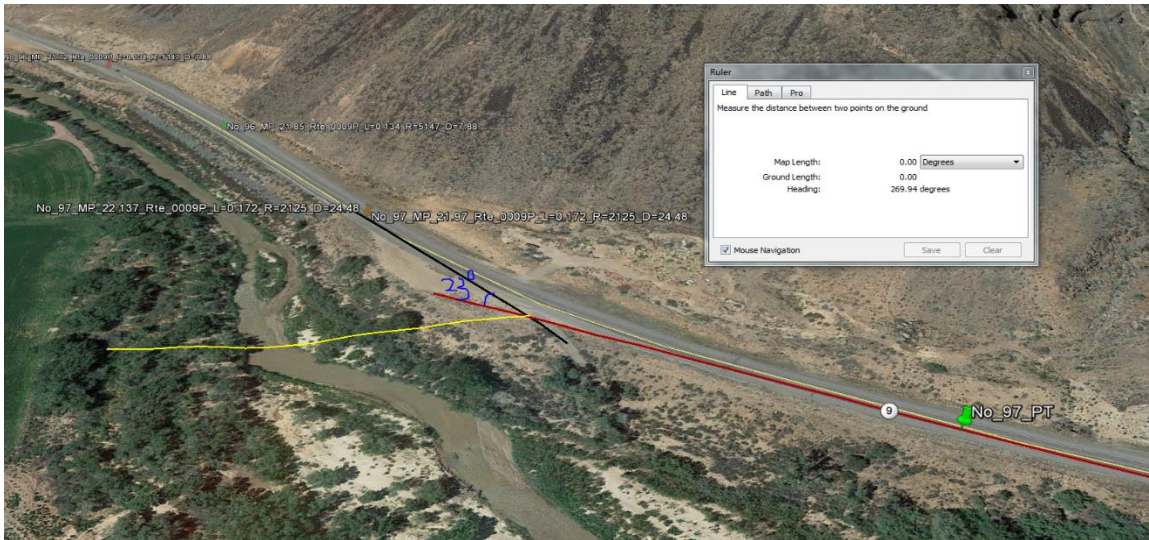 Ruler
Line Path Pro
Measure the distance between two points on the ground
Map Length: 0.00 Degrees
Ground Length: 0.00
Heading: 269.94 degrees
Mouse Navigation Save Clear
No_96_MP_21.85_Rte_0009P_L=0.134_R=5147_D=7.88
No_97_MP_22.137_Rte_0009P_L=0.172_R=2125_D=24.48
No_97_MP_21.97_Rte_0009P_L=0.172_R=2125_D=24.48
23°
9
No_97_PT